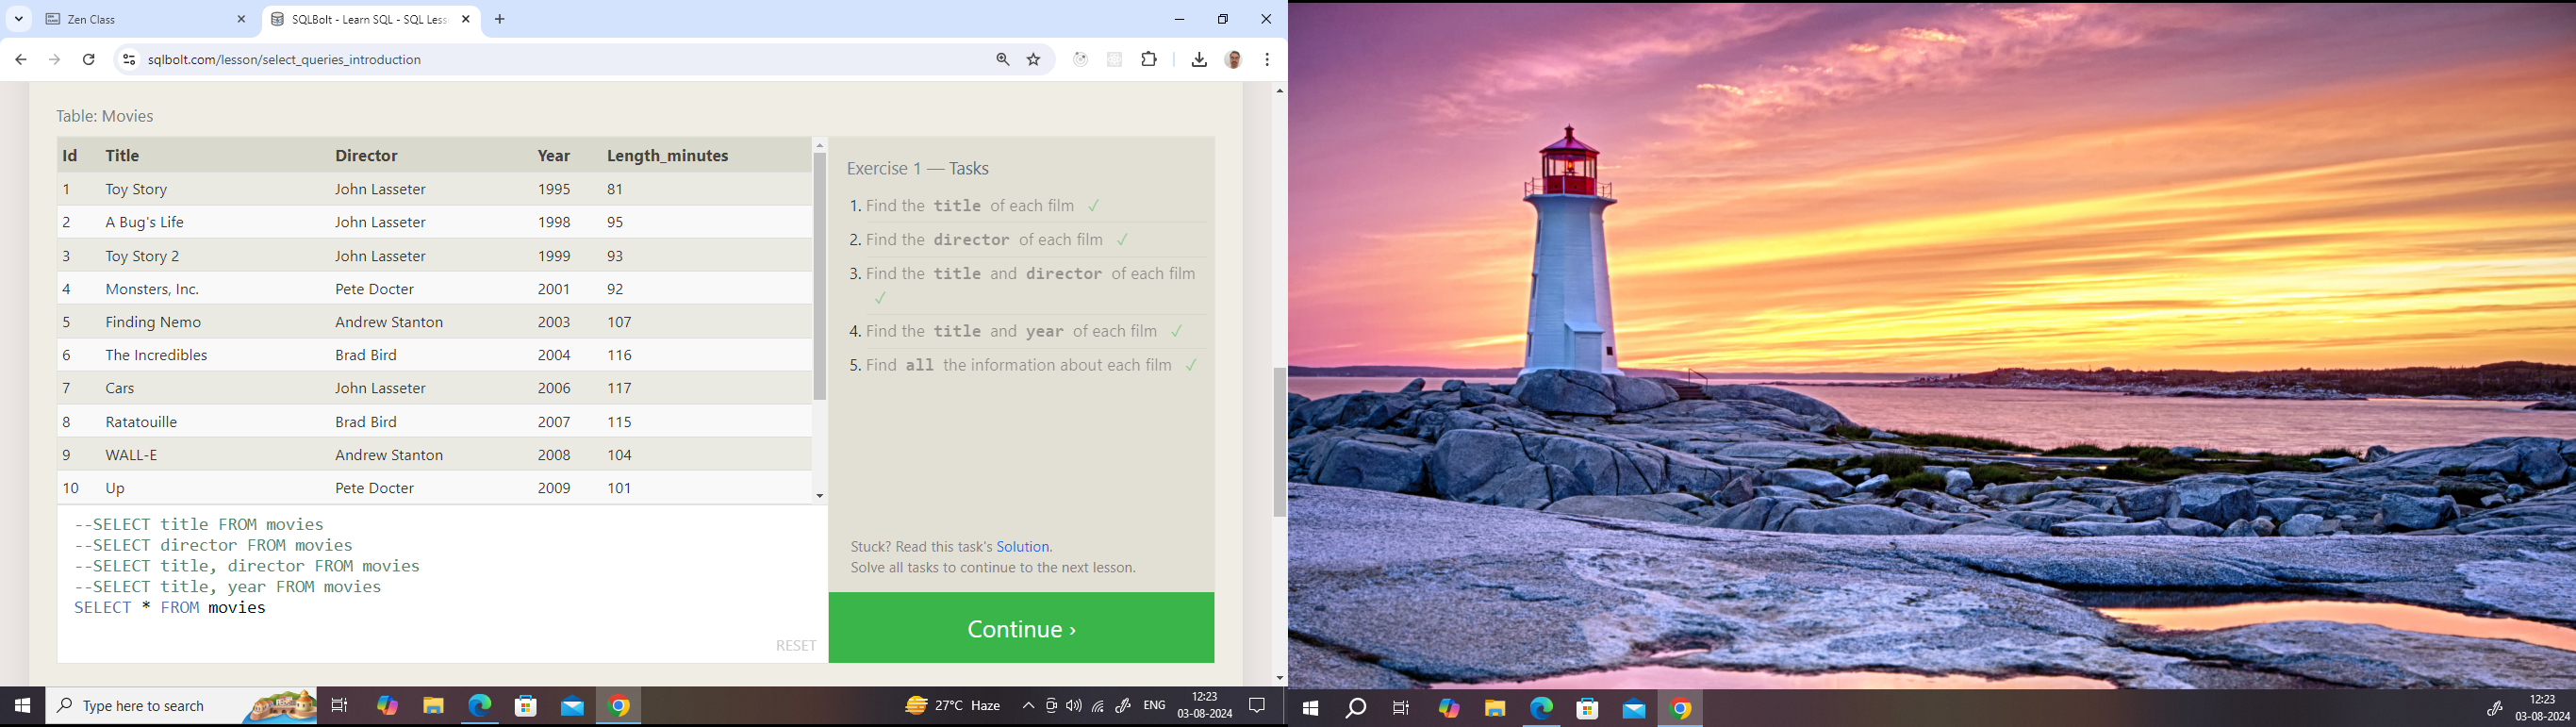 Zen Class
SQLBolt - Learn SQL - SQL Less
sqlbolt.com/lesson/select_queries_introduction
Table: Movies
Id Title Director Year Length_minutes
1 Toy Story John Lasseter 1995 81
2 A Bug's Life John Lasseter 1998 95
3 Toy Story 2 John Lasseter 1999 93
4 Monsters, Inc. Pete Docter 2001 92
5 Finding Nemo Andrew Stanton 2003 107
6 The Incredibles Brad Bird 2004 116
7 Cars John Lasseter 2006 117
8 Ratatouille Brad Bird 2007 115
9 WALL-E Andrew Stanton 2008 104
10 Up Pete Docter 2009 101
--SELECT title FROM movies
--SELECT director FROM movies
--SELECT title, director FROM movies
--SELECT title, year FROM movies
SELECT * FROM movies
RESET
Exercise 1 — Tasks
1. Find the title of each film ✓
2. Find the director of each film ✓
3. Find the title and director of each film
✓
4. Find the title and year of each film ✓
5. Find all the information about each film ✓
Stuck? Read this task's Solution.
Solve all tasks to continue to the next lesson.
Continue ›
Type here to search
27°C Haze
ENG
12:23
03-08-2024
12:23
03-08-2024